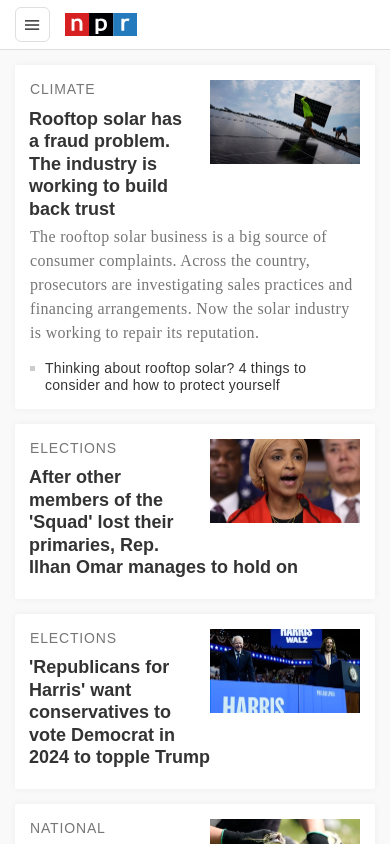 npr
CLIMATE
Rooftop solar has
a fraud problem.
The industry is
working to build
back trust
The rooftop solar business is a big source of
consumer complaints. Across the country,
prosecutors are investigating sales practices and
financing arrangements. Now the solar industry
is working to repair its reputation.
Thinking about rooftop solar? 4 things to
consider and how to protect yourself
ELECTIONS
After other
members of the
'Squad' lost their
primaries, Rep.
Ilhan Omar manages to hold on
ELECTIONS
HARRIS
WALZ
HARRIS
'Republicans for
Harris' want
conservatives to
vote Democrat in
2024 to topple Trump
NATIONAL